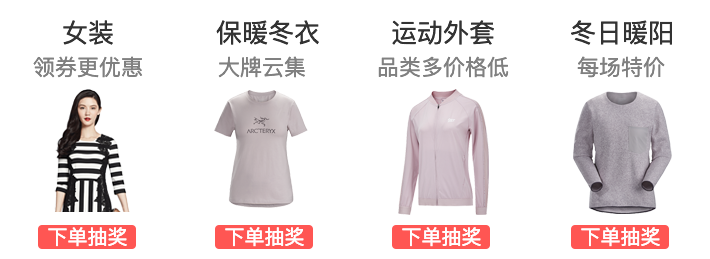 女装
领券更优惠
下单抽奖
保暖冬衣
大牌云集
ARC'TERYX
下单抽奖
运动外套
品类多价格低
下单抽奖
冬日暖阳
每场特价
下单抽奖